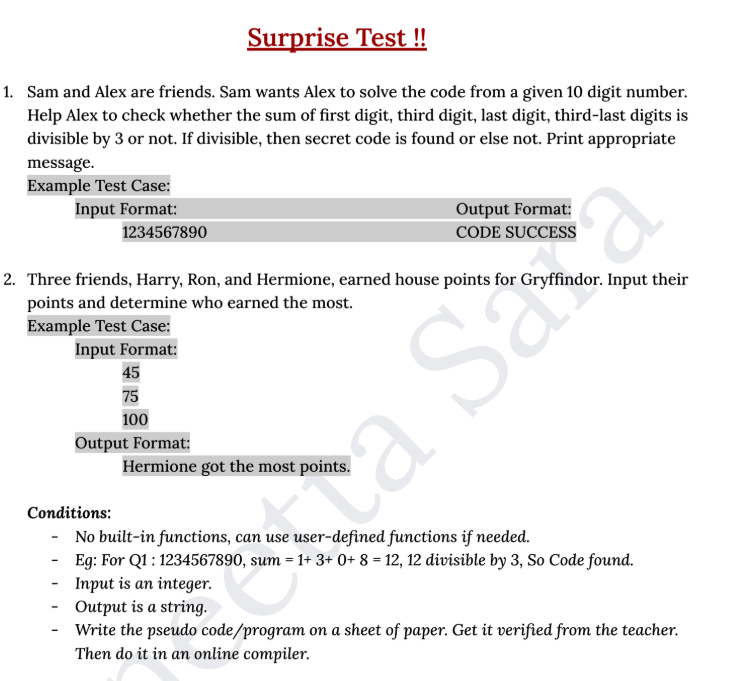 Surprise Test !!
1. Sam and Alex are friends. Sam wants Alex to solve the code from a given 10 digit number.
Help Alex to check whether the sum of first digit, third digit, last digit, third-last digits is
divisible by 3 or not. If divisible, then secret code is found or else not. Print appropriate
message.
Example Test Case:
Input Format: Output Format:
1234567890 CODE SUCCESS
2. Three friends, Harry, Ron, and Hermione, earned house points for Gryffindor. Input their
points and determine who earned the most.
Example Test Case:
Input Format:
45
75
100
Output Format:
Hermione got the most points.
Conditions:
- No built-in functions, can use user-defined functions if needed.
- Eg: For Q1 : 1234567890, sum = 1+ 3+ 0+ 8 = 12, 12 divisible by 3, So Code found.
- Input is an integer.
- Output is a string.
- Write the pseudo code/program on a sheet of paper. Get it verified from the teacher.
Then do it in an online compiler.
Sara